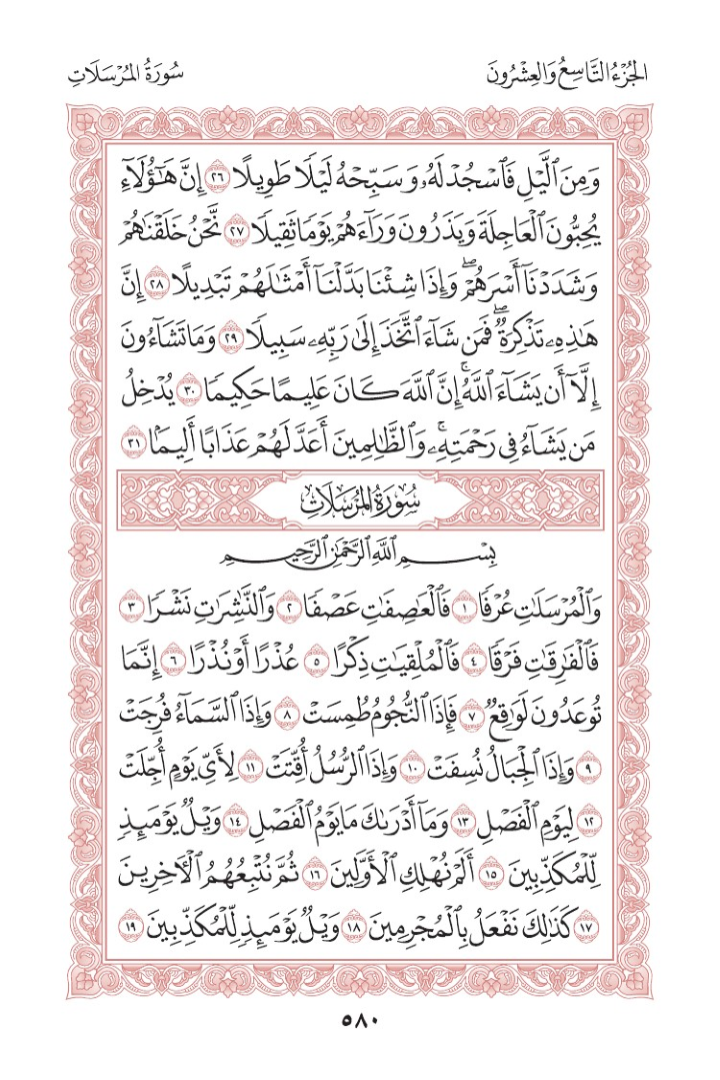 الجُزْءُ التَّاسِعُ وَالعِشْرُونَ
سُورَةُ المُرْسَلَات
وَمِنَ ٱلَّيۡلِ فَٱسۡجُدۡ لَهُۥ وَسَبِّحۡهُ لَيۡلٗا طَوِيلًا ٢٦ إِنَّ هَٰٓؤُلَآءِ
يُحِبُّونَ ٱلۡعَاجِلَةَ وَيَذَرُونَ وَرَآءَهُمۡ يَوۡمٗا ثَقِيلٗا ٢٧ نَّحۡنُ خَلَقۡنَٰهُمۡ
وَشَدَدۡنَآ أَسۡرَهُمۡۖ وَإِذَا شِئۡنَا بَدَّلۡنَآ أَمۡثَٰلَهُمۡ تَبۡدِيلًا ٢٨ إِنَّ
هَٰذِهِۦ تَذۡكِرَةٞۖ فَمَن شَآءَ ٱتَّخَذَ إِلَىٰ رَبِّهِۦ سَبِيلٗا ٢٩ وَمَا تَشَآءُونَ
إِلَّآ أَن يَشَآءَ ٱللَّهُۚ إِنَّ ٱللَّهَ كَانَ عَلِيمًا حَكِيمٗا ٣٠ يُدۡخِلُ
مَن يَشَآءُ فِي رَحۡمَتِهِۦۚ وَٱلظَّٰلِمِينَ أَعَدَّ لَهُمۡ عَذَابًا أَلِيمَۢا ٣١
سُورَةُ المُرْسَلَاتِ
بِسۡمِ ٱللَّهِ ٱلرَّحۡمَٰنِ ٱلرَّحِيمِ
وَٱلۡمُرۡسَلَٰتِ عُرۡفٗا ١ فَٱلۡعَٰصِفَٰتِ عَصۡفٗا ٢ وَٱلنَّٰشِرَٰتِ نَشۡرٗا ٣
فَٱلۡفَٰرِقَٰتِ فَرۡقٗا ٤ فَٱلۡمُلۡقِيَٰتِ ذِكۡرًا ٥ عُذۡرًا أَوۡ نُذۡرًا ٦ إِنَّمَا
تُوعَدُونَ لَوَٰقِعٞ ٧ فَإِذَا ٱلنُّجُومُ طُمِسَتۡ ٨ وَإِذَا ٱلسَّمَآءُ فُرِجَتۡ
٩ وَإِذَا ٱلۡجِبَالُ نُسِفَتۡ ١٠ وَإِذَا ٱلرُّسُلُ أُقِّتَتۡ ١١ لِأَيِّ يَوۡمٍ أُجِّلَتۡ
١٢ لِيَوۡمِ ٱلۡفَصۡلِ ١٣ وَمَآ أَدۡرَىٰكَ مَا يَوۡمُ ٱلۡفَصۡلِ ١٤ وَيۡلٞ يَوۡمَئِذٖ
لِّلۡمُكَذِّبِينَ ١٥ أَلَمۡ نُهۡلِكِ ٱلۡأَوَّلِينَ ١٦ ثُمَّ نُتۡبِعُهُمُ ٱلۡأٓخِرِينَ
١٧ كَذَٰلِكَ نَفۡعَلُ بِٱلۡمُجۡرِمِينَ ١٨ وَيۡلٞ يَوۡمَئِذٖ لِّلۡمُكَذِّبِينَ ١٩
٥٨٠